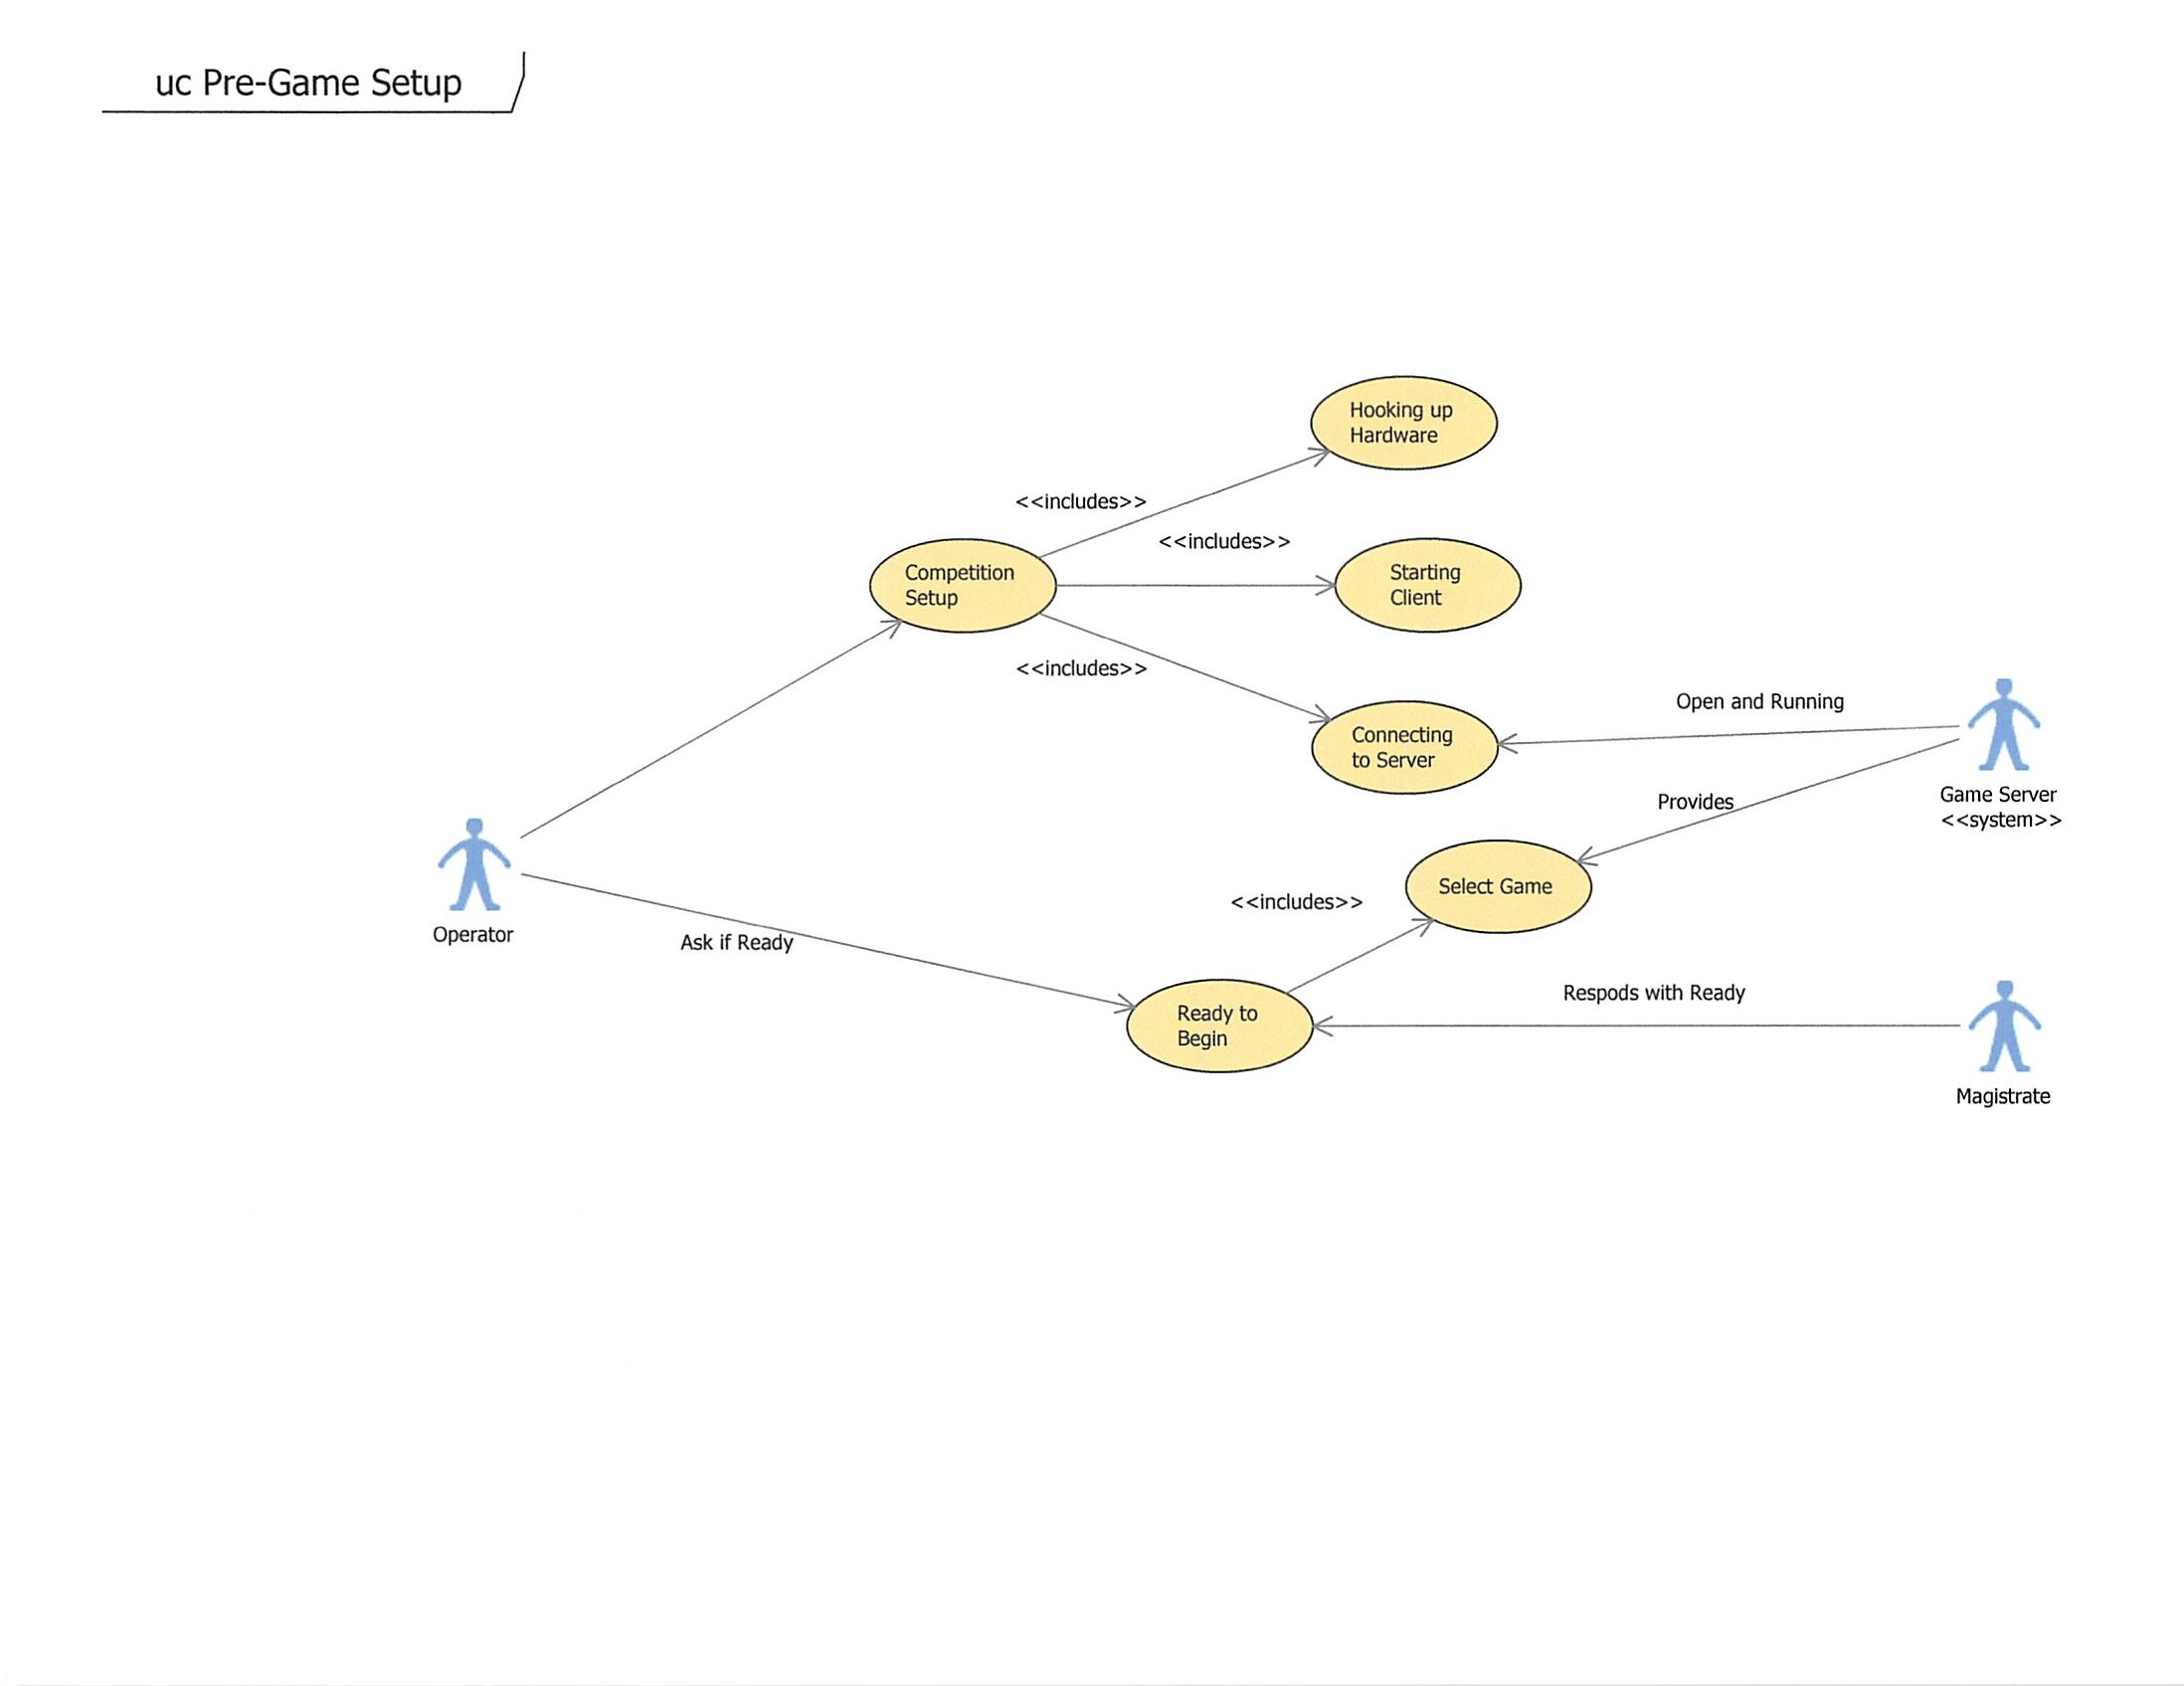 uc Pre-Game Setup
Hooking up
Hardware
<<includes>>
<<includes>>
Competition
Setup
Starting
Client
<<includes>>
Open and Running
Connecting
to Server
Game Server
<<system>>
Provides
Select Game
<<includes>>
Operator
Ask if Ready
Respods with Ready
Ready to
Begin
Magistrate